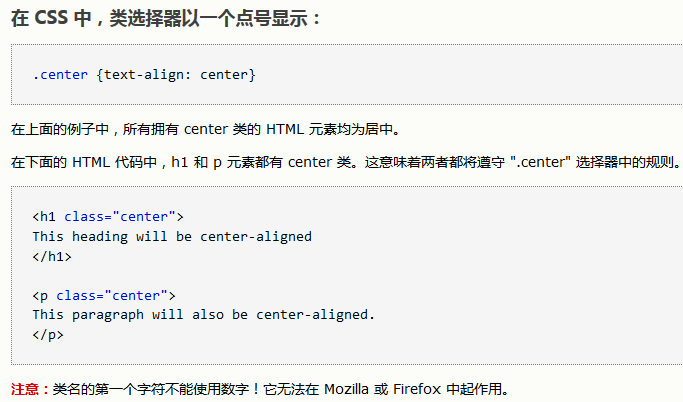 在 CSS 中，类选择器以一个点号显示：
.center {text-align: center}
在上面的例子中，所有拥有 center 类的 HTML 元素均为居中。
在下面的 HTML 代码中，h1 和 p 元素都有 center 类。这意味着两者都将遵守 ".center" 选择器中的规则。
<h1 class="center">
This heading will be center-aligned
</h1>
<p class="center">
This paragraph will also be center-aligned.
</p>
注意：类名的第一个字符不能使用数字！它无法在 Mozilla 或 Firefox 中起作用。